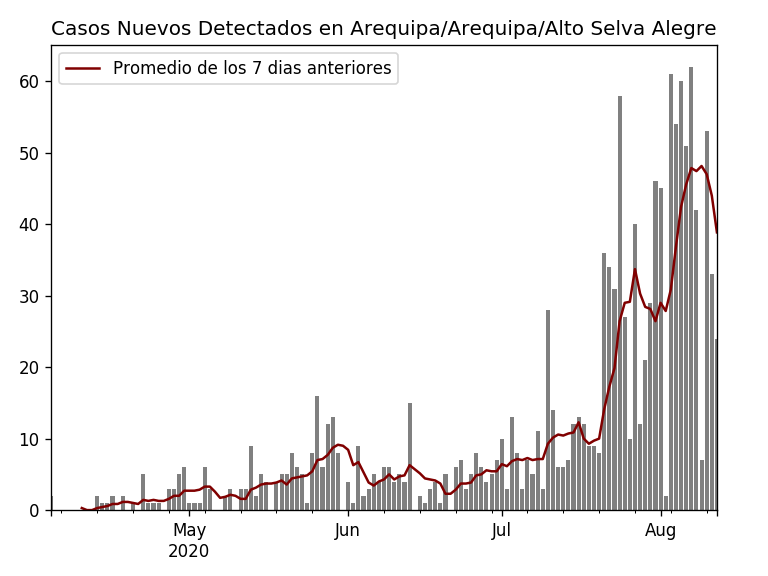 Casos Nuevos Detectados en Arequipa/Arequipa/Alto Selva Alegre
Promedio de los 7 dias anteriores
60
50
40
30
20
10
0
May Jun Jul Aug
2020